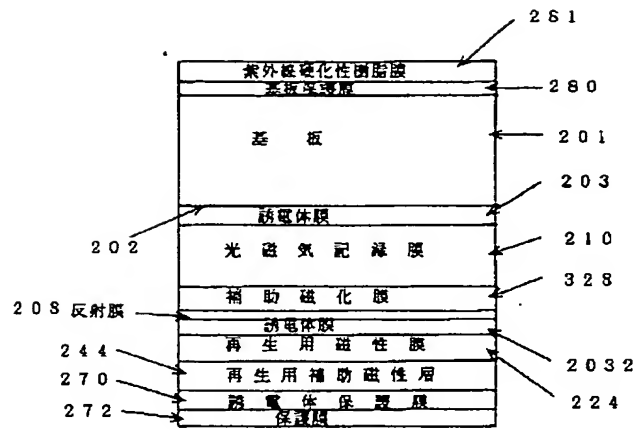 281
紫外線硬化性樹脂膜
基板保護膜
280
基板
201
203
202
誘電体膜
光磁気記録膜
210
補助磁化膜
328
208 反射膜
誘電体膜
2032
再生用磁性膜
224
244
再生用補助磁性層
270
誘電体保護膜
272
保護膜